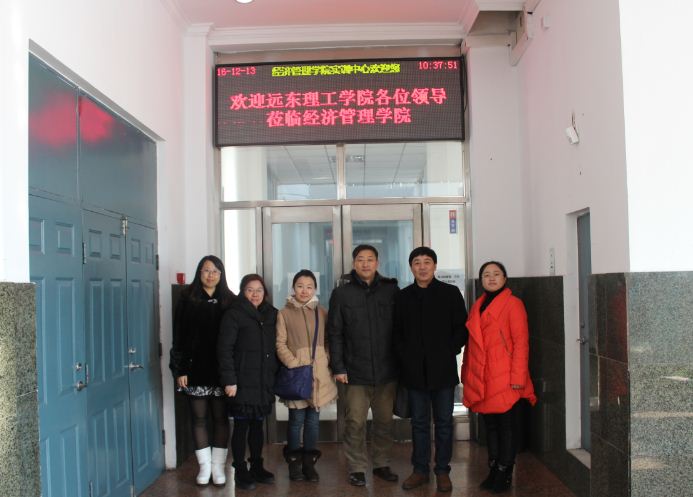 16-12-13 经济管理学院实训中心欢迎您 10:37:51
欢迎远东理工学院各位领导
莅临经济管理学院